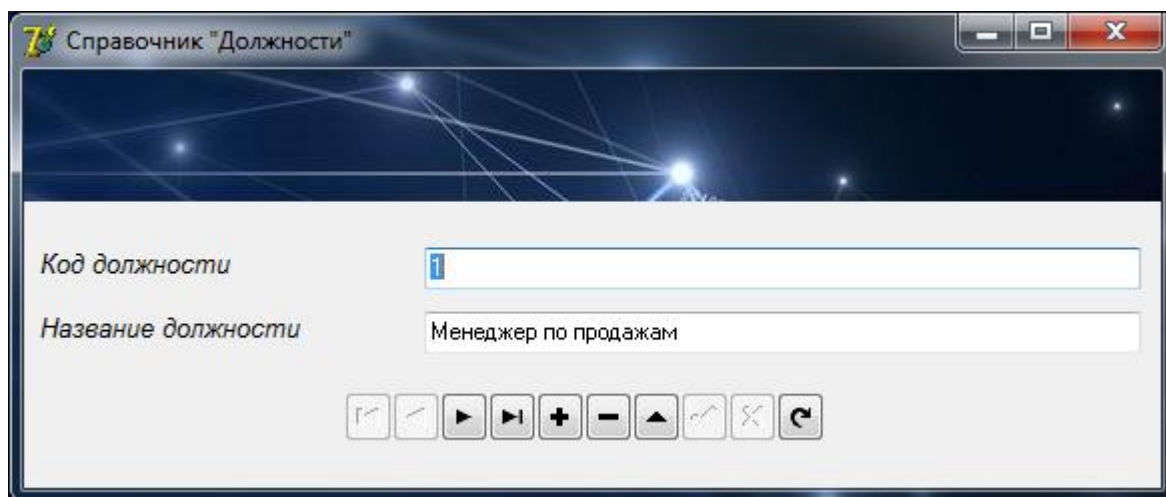 Справочник "Должности"
Код должности
1
Название должности
Менеджер по продажам